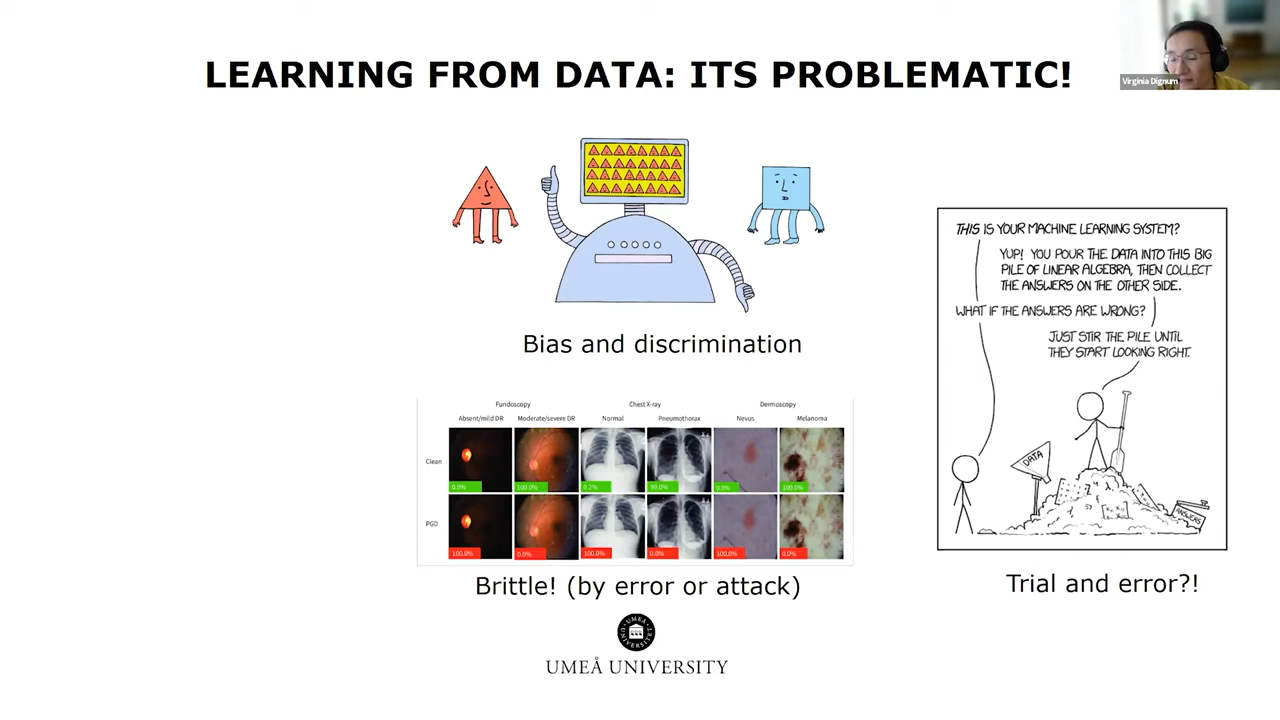 LEARNING FROM DATA: ITS PROBLEMATIC!
Virginia Dignum
Bias and discrimination
Fundoscopy Chest X-ray Dermoscopy
Absent/mild DR Moderate/severe DR Normal Pneumothorax Nevus Melanoma
Clean
0.0% 100.0% 0.2% 99.0% 0.0% 100.0%
PGD
100.0% 0.0% 100.0% 0.0% 100.0% 0.0%
Brittle! (by error or attack)
THIS IS YOUR MACHINE LEARNING SYSTEM?
YUP! YOU POUR THE DATA INTO THIS BIG
PILE OF LINEAR ALGEBRA, THEN COLLECT
THE ANSWERS ON THE OTHER SIDE.
WHAT IF THE ANSWERS ARE WRONG?
JUST STIR THE PILE UNTIL
THEY START LOOKING RIGHT.
DATA
ANSWERS
Trial and error?!
UMEÅ UNIVERSITY